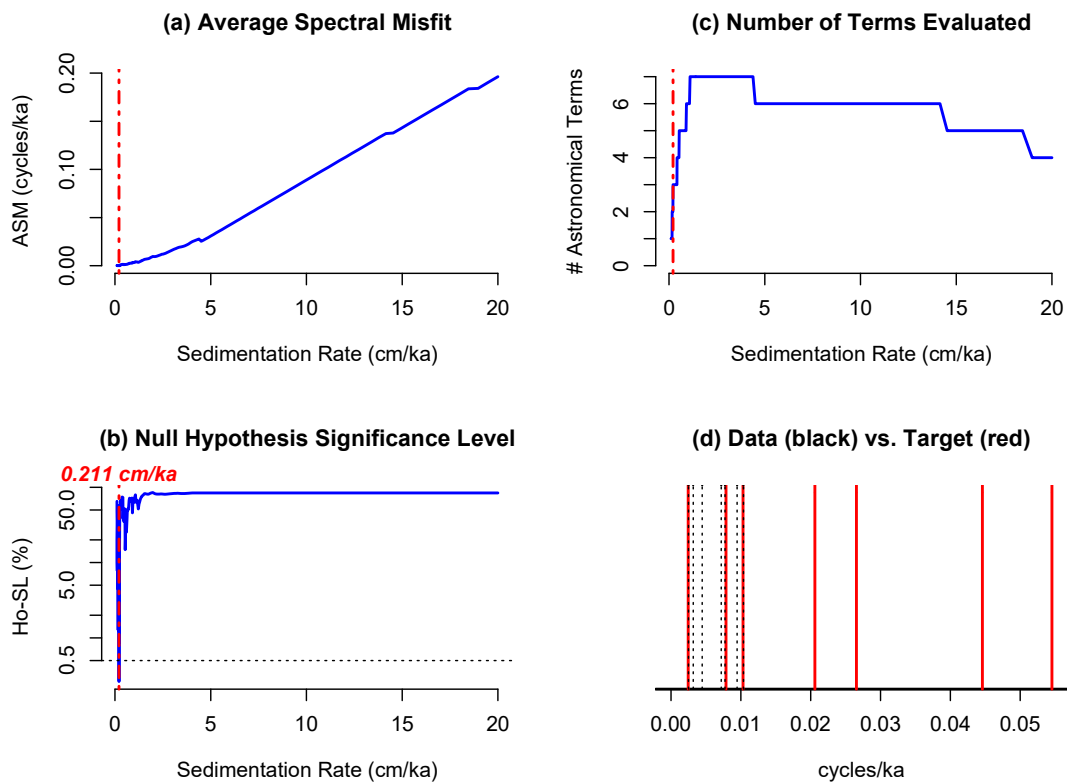 (a) Average Spectral Misfit
ASM (cycles/ka)
0.00 0.10 0.20
0 5 10 15 20
Sedimentation Rate (cm/ka)
(c) Number of Terms Evaluated
# Astronomical Terms
0 2 4 6
0 5 10 15 20
Sedimentation Rate (cm/ka)
(b) Null Hypothesis Significance Level
0.211 cm/ka
Ho-SL (%)
0.5 5.0 50.0
0 5 10 15 20
Sedimentation Rate (cm/ka)
(d) Data (black) vs. Target (red)
0.00 0.01 0.02 0.03 0.04 0.05
cycles/ka